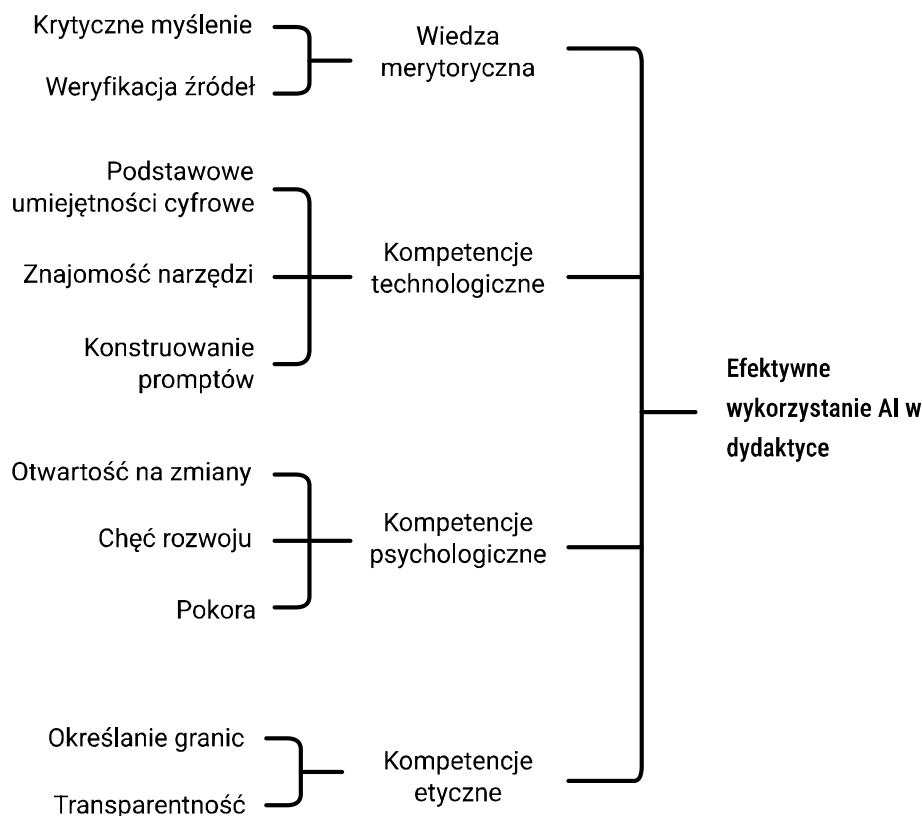 Krytyczne myślenie
Weryfikacja źródeł
Wiedza
merytoryczna
Podstawowe
umiejętności cyfrowe
Znajomość narzędzi
Konstruowanie
promptów
Kompetencje
technologiczne
Otwartość na zmiany
Chęć rozwoju
Pokora
Kompetencje
psychologiczne
Określanie granic
Transparentność
Kompetencje
etyczne
Efektywne
wykorzystanie AI w
dydaktyce